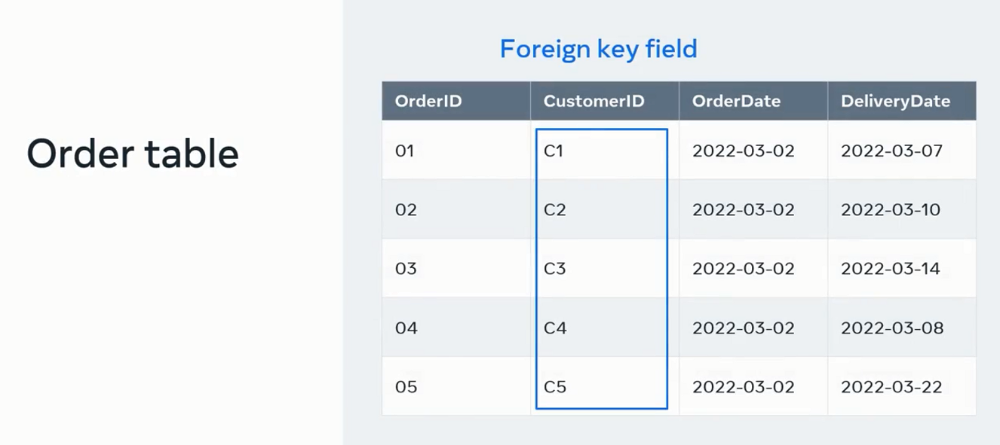 Order table
Foreign key field
OrderID CustomerID OrderDate DeliveryDate
01 C1 2022-03-02 2022-03-07
02 C2 2022-03-02 2022-03-10
03 C3 2022-03-02 2022-03-14
04 C4 2022-03-02 2022-03-08
05 C5 2022-03-02 2022-03-22